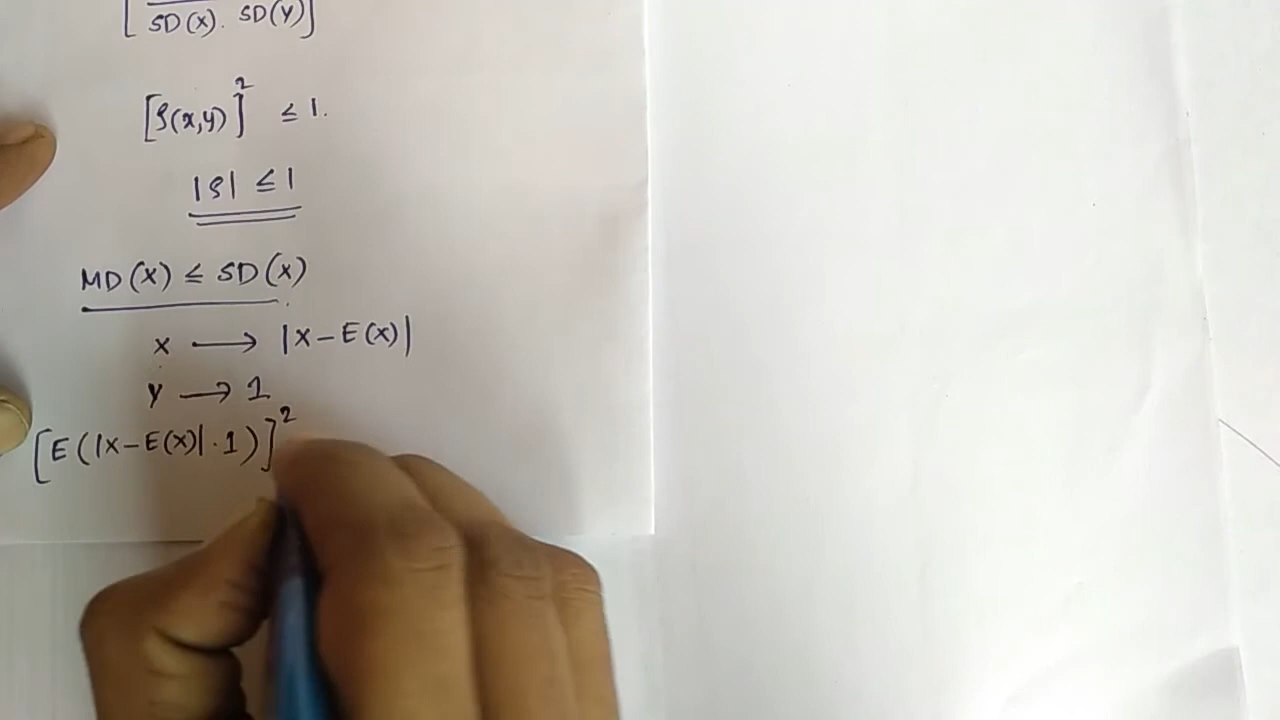 SD(X). SD(Y)
[ρ(x,y)]² ≤ 1.
|ρ| ≤ 1
MD(X) ≤ SD(X)
X → |X – E(X)|
Y → 1
[E(|X – E(X)| · 1)]²